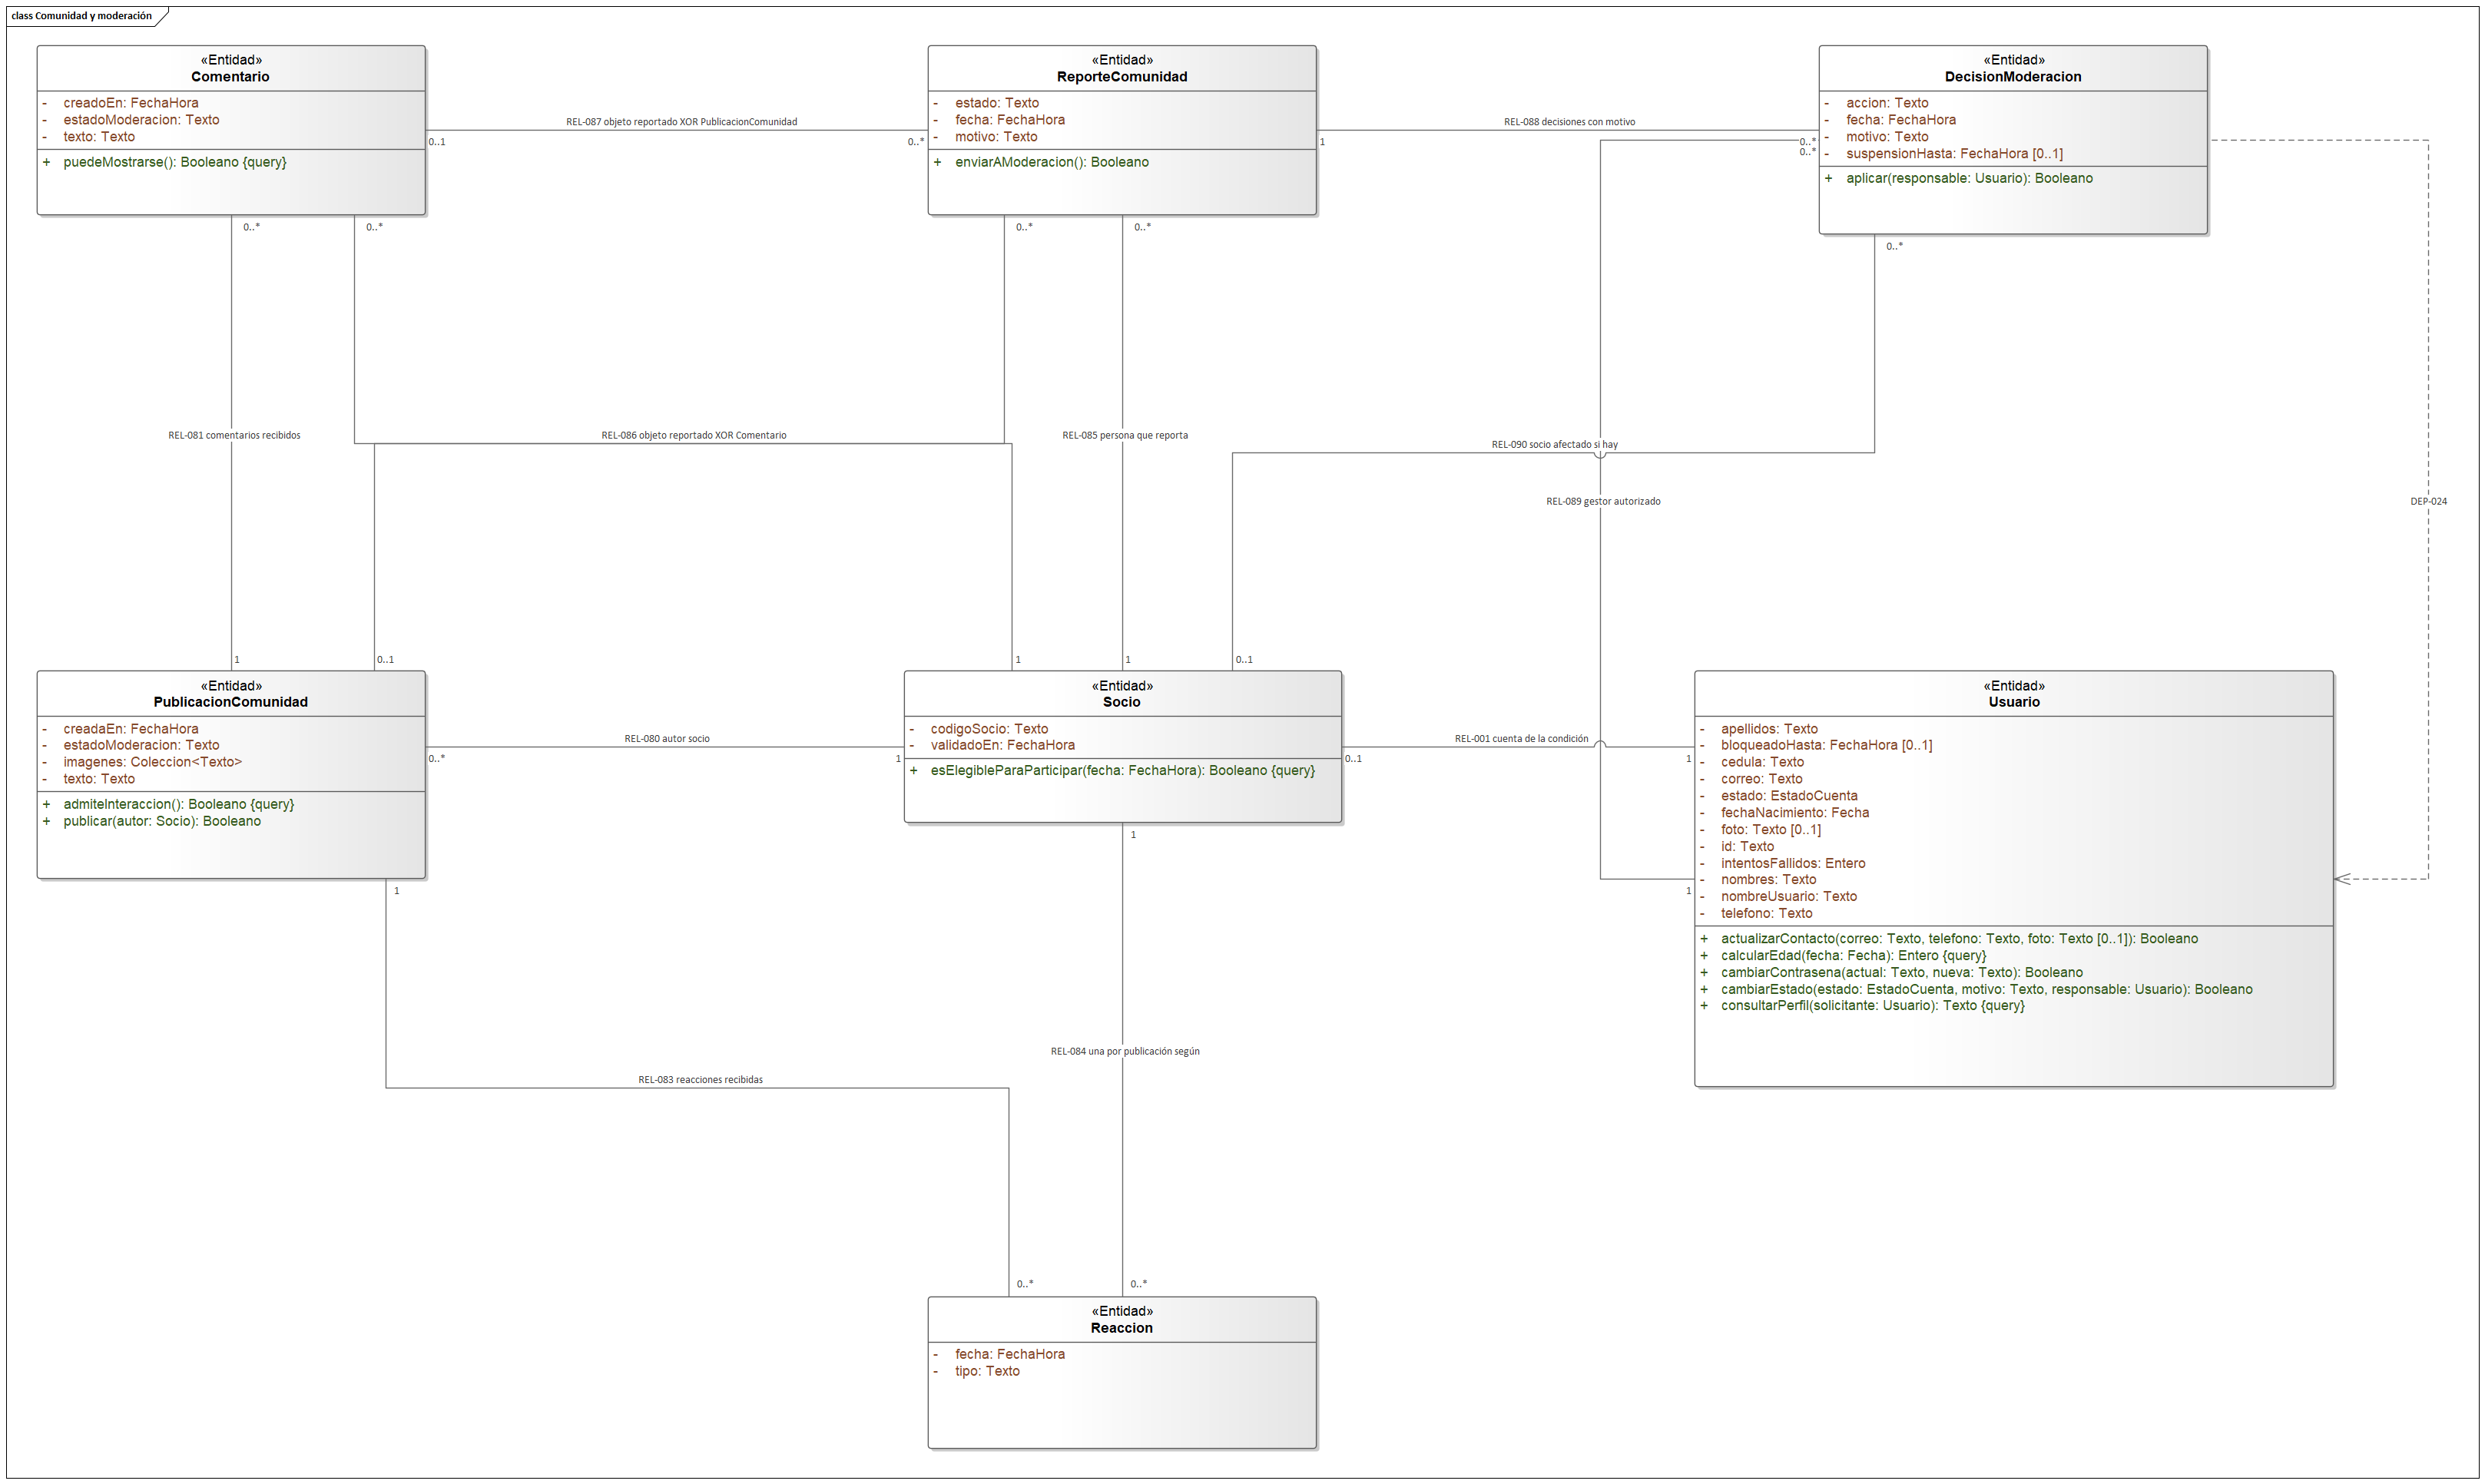 class Comunidad y moderación
«Entidad»
Comentario
- creadoEn: FechaHora
- estadoModeracion: Texto
- texto: Texto
+ puedeMostrarse(): Booleano {query}
«Entidad»
ReporteComunidad
- estado: Texto
- fecha: FechaHora
- motivo: Texto
+ enviarAModeracion(): Booleano
«Entidad»
DecisionModeracion
- accion: Texto
- fecha: FechaHora
- motivo: Texto
- suspensionHasta: FechaHora [0..1]
+ aplicar(responsable: Usuario): Booleano
REL-087 objeto reportado XOR PublicacionComunidad
0..1
0..*
REL-088 decisiones con motivo
1
0..*
0..*
0..*
0..*
0..*
0..*
0..*
REL-081 comentarios recibidos
REL-086 objeto reportado XOR Comentario
REL-085 persona que reporta
REL-090 socio afectado si hay
REL-089 gestor autorizado
DEP-024
1
0..1
1
1
0..1
«Entidad»
PublicacionComunidad
- creadaEn: FechaHora
- estadoModeracion: Texto
- imagenes: Coleccion<Texto>
- texto: Texto
+ admiteInteraccion(): Booleano {query}
+ publicar(autor: Socio): Booleano
REL-080 autor socio
0..*
1
«Entidad»
Socio
- codigoSocio: Texto
- validadoEn: FechaHora
+ esElegibleParaParticipar(fecha: FechaHora): Booleano {query}
REL-001 cuenta de la condición
0..1
1
1
«Entidad»
Usuario
- apellidos: Texto
- bloqueadoHasta: FechaHora [0..1]
- cedula: Texto
- correo: Texto
- estado: EstadoCuenta
- fechaNacimiento: Fecha
- foto: Texto [0..1]
- id: Texto
- intentosFallidos: Entero
- nombres: Texto
- nombreUsuario: Texto
- telefono: Texto
+ actualizarContacto(correo: Texto, telefono: Texto, foto: Texto [0..1]): Booleano
+ calcularEdad(fecha: Fecha): Entero {query}
+ cambiarContrasena(actual: Texto, nueva: Texto): Booleano
+ cambiarEstado(estado: EstadoCuenta, motivo: Texto, responsable: Usuario): Booleano
+ consultarPerfil(solicitante: Usuario): Texto {query}
1
1
REL-084 una por publicación según
REL-083 reacciones recibidas
0..*
0..*
«Entidad»
Reaccion
- fecha: FechaHora
- tipo: Texto